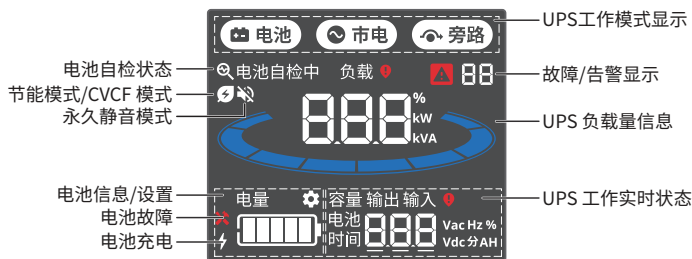 电池 市电 旁路 UPS工作模式显示
电池自检状态 电池自检中 负载 88 故障/告警显示
节能模式/CVCF 模式
永久静音模式
888 % kW kVA UPS 负载量信息
电池信息/设置 电量 容量 输出 输入 UPS 工作实时状态
电池故障 电池 时间 888 Vac Hz %
电池充电 Vdc 分 AH